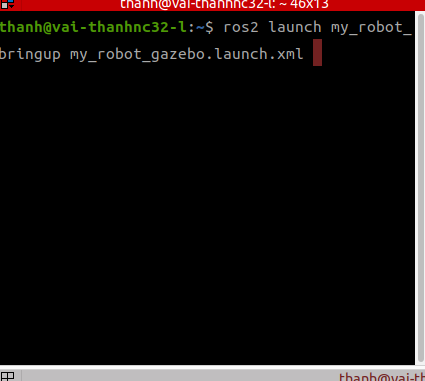 thanh@vai-thanhnc32-l: ~ 46x13
thanh@vai-thanhnc32-l:~$ ros2 launch my_robot_
bringup my_robot_gazebo.launch.xml
thanh@vai-th